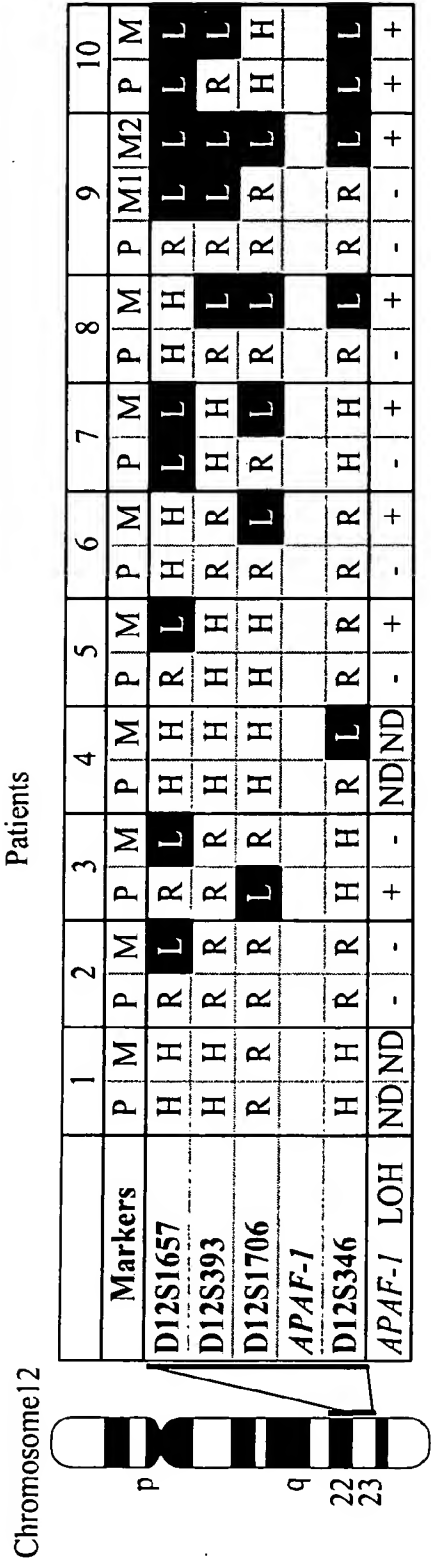 Patients
Chromosome12
1 2 3 4 5 6 7 8 9 10
Markers P M P M P M P M P M P M P M P M P M1 M2 P M
D12S1657 H H R L R L H H R L H H L L H H R L L L L
D12S393 H H R R R R H H H H R R H H R L R L L R L
D12S1706 R R R R L R H H H H R L R L R L R R L H H
APAF-1
D12S346 H H R R H H R L R R R R H H R L R R L L L
APAF-1 LOH ND ND - - + - ND ND - + - + - + - + - - + + +
p
q
22
23